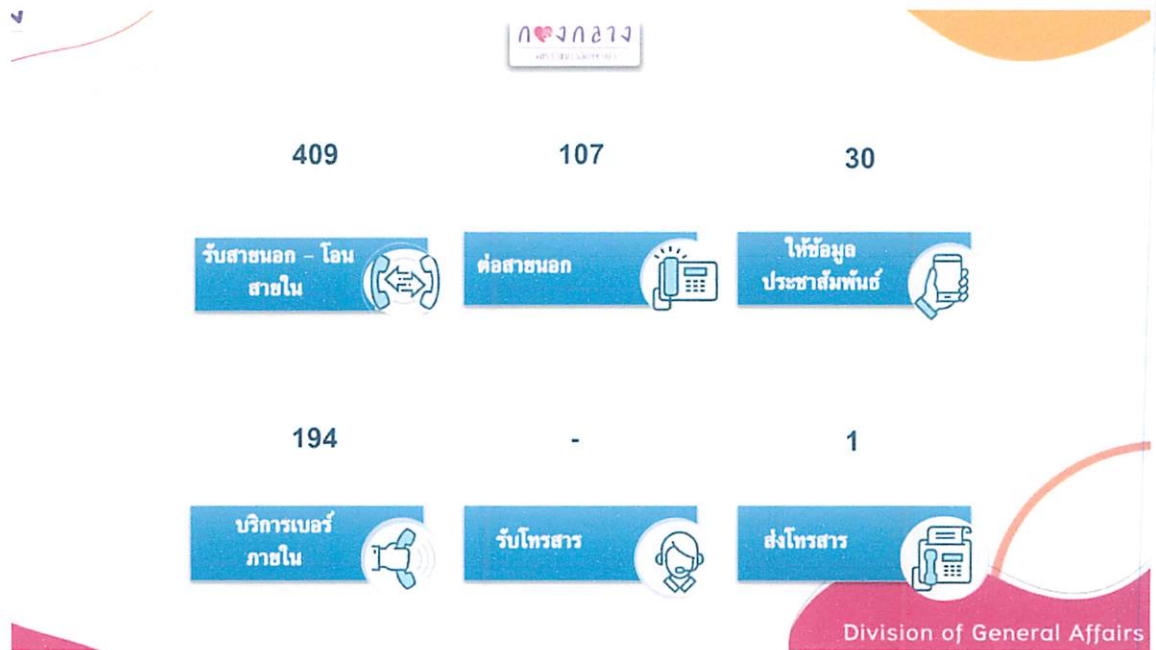 กองกลาง
409
107
30
รับสายนอก – โอน
สายใน
ต่อสายนอก
ให้ข้อมูล
ประชาสัมพันธ์
194
-
1
บริการเบอร์
ภายใน
รับโทรสาร
ส่งโทรสาร
Division of General Affairs